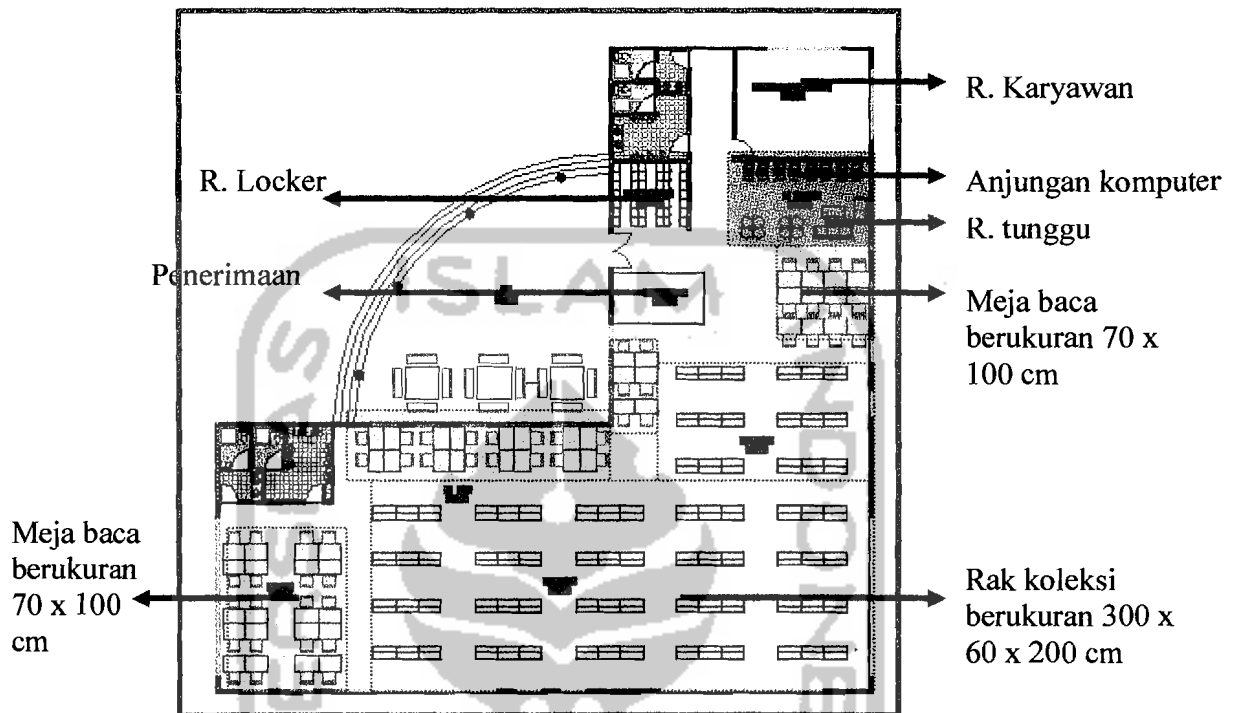 R. Karyawan
R. Locker
Anjungan komputer
R. tunggu
Penerimaan
Meja baca
berukuran 70 x
100 cm
Meja baca
berukuran
70 x 100
cm
Rak koleksi
berukuran 300 x
60 x 200 cm
ISLAM